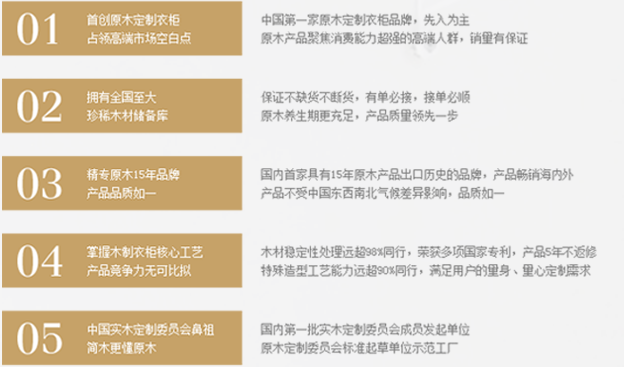 01
首创原木定制衣柜
占领高端市场空白点
中国第一家原木定制衣柜品牌，先入为主
原木产品聚焦消费能力超强的高端人群，销量有保证
02
拥有全国至大
珍稀木材储备库
保证不缺货不断货，有单必接，接单必顺
原木养生期更充足，产品质量领先一步
03
精专原木15年品牌
产品品质如一
国内首家具有15年原木产品出口历史的品牌，产品畅销海内外
产品不受中国东西南北气候差异影响，品质如一
04
掌握木制衣柜核心工艺
产品竞争力无可比拟
木材稳定性处理远超98%同行，荣获多项国家专利，产品5年不返修
特殊造型工艺能力远超90%同行，满足用户的量身、量心定制需求
05
中国实木定制委员会鼻祖
简木更懂原木
国内第一批实木定制委员会成员发起单位
原木定制委员会标准起草单位示范工厂